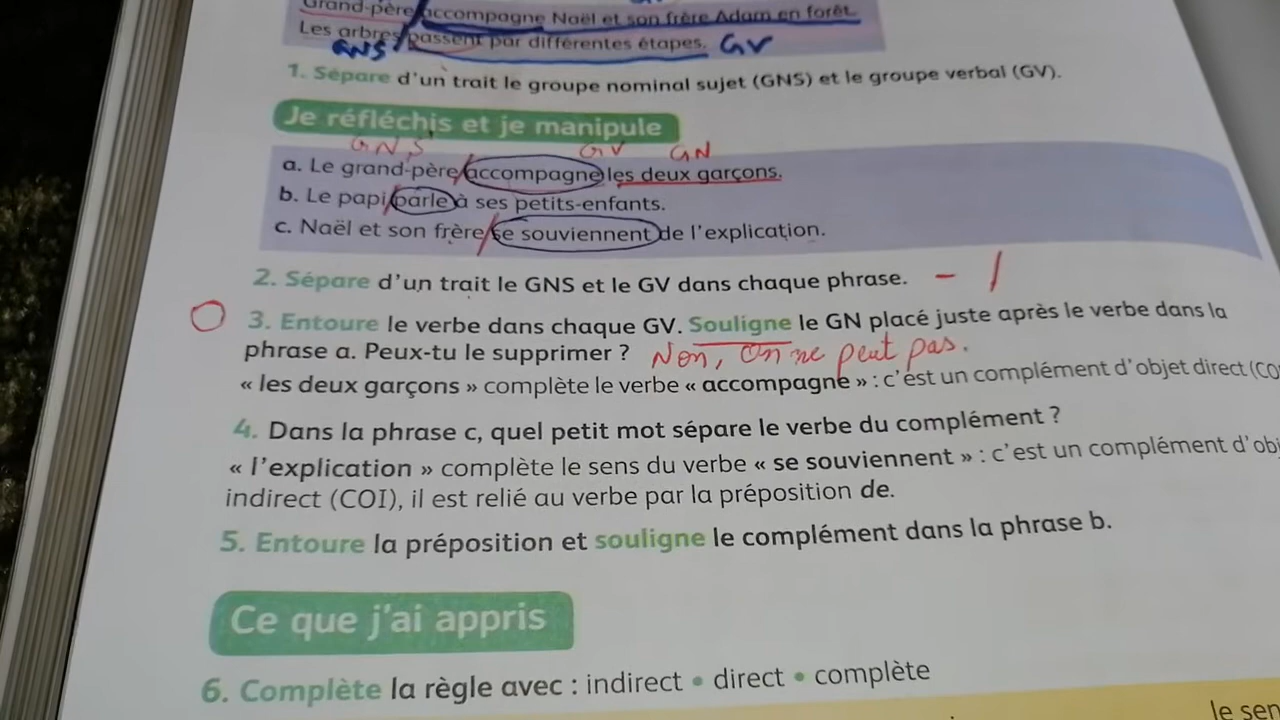 Grand-père/accompagne Naël et son frère Adam en forêt.
Les arbres/passent par différentes étapes. GV
GNS
1. Sépare d'un trait le groupe nominal sujet (GNS) et le groupe verbal (GV).
Je réfléchis et je manipule
GNS GV GN
a. Le grand-père/accompagne les deux garçons.
b. Le papi/parle à ses petits-enfants.
c. Naël et son frère/se souviennent de l'explication.
2. Sépare d'un trait le GNS et le GV dans chaque phrase. - /
3. Entoure le verbe dans chaque GV. Souligne le GN placé juste après le verbe dans la
phrase a. Peux-tu le supprimer ? Non, On ne peut pas.
« les deux garçons » complète le verbe « accompagne » : c'est un complément d'objet direct (CO
4. Dans la phrase c, quel petit mot sépare le verbe du complément ?
« l'explication » complète le sens du verbe « se souviennent » : c'est un complément d'obj
indirect (COI), il est relié au verbe par la préposition de.
5. Entoure la préposition et souligne le complément dans la phrase b.
Ce que j'ai appris
6. Complète la règle avec : indirect • direct • complète
le sen